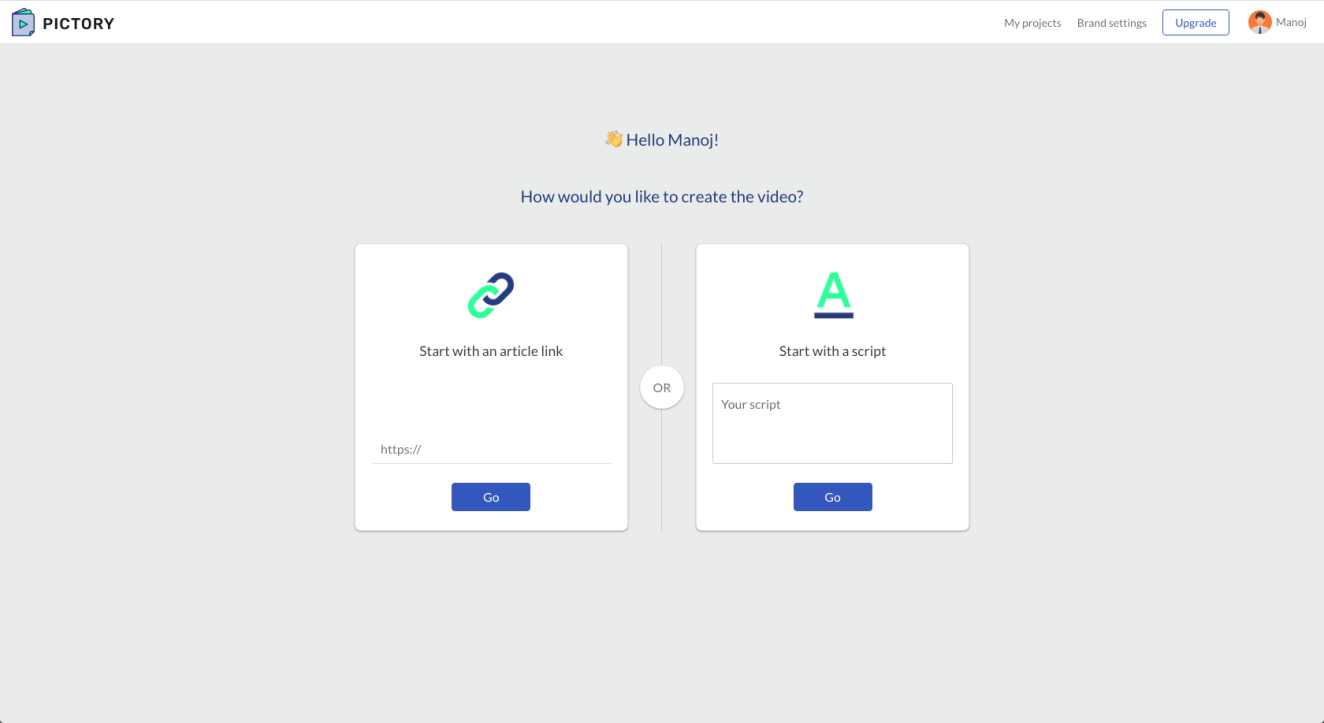 PICTORY
My projects
Brand settings
Upgrade
Manoj
👋 Hello Manoj!
How would you like to create the video?
Start with an article link
https://
Go
OR
Start with a script
Your script
Go